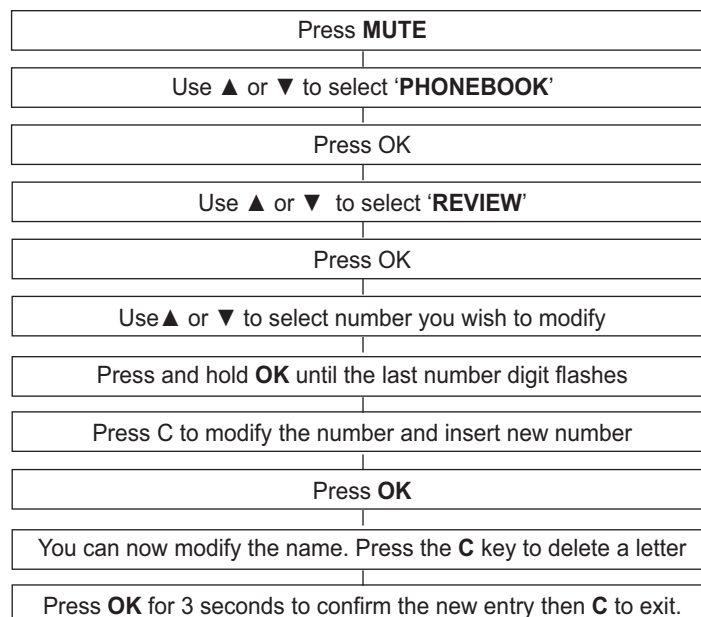 Press MUTE
Use ▲ or ▼ to select ‘PHONEBOOK’
Press OK
Use ▲ or ▼ to select ‘REVIEW’
Press OK
Use▲ or ▼ to select number you wish to modify
Press and hold OK until the last number digit flashes
Press C to modify the number and insert new number
Press OK
You can now modify the name. Press the C key to delete a letter
Press OK for 3 seconds to confirm the new entry then C to exit.